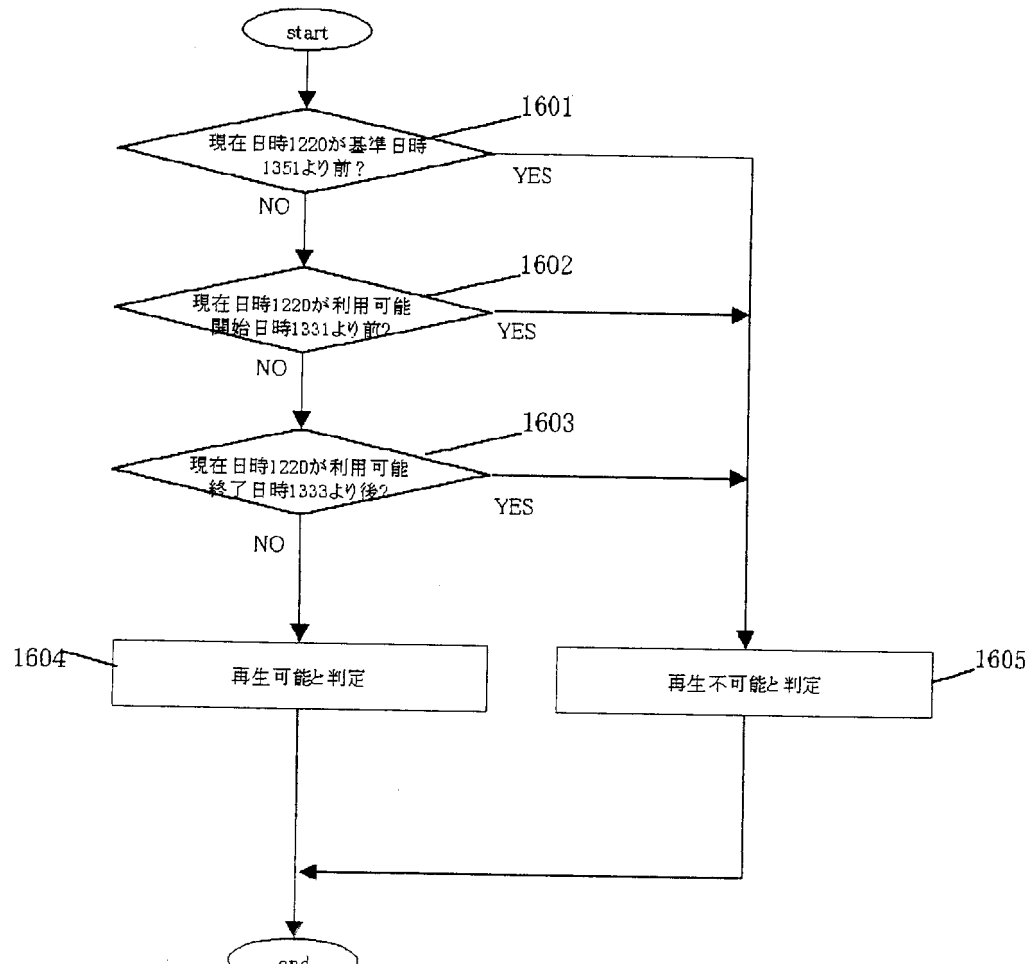 start
1601
現在日時1220が基準日時
1351より前?
YES
NO
1602
現在日時1220が利用可能
開始日時1331より前?
YES
NO
1603
現在日時1220が利用可能
終了日時1333より後?
YES
NO
1604
再生可能と判定
再生不可能と判定
1605
end